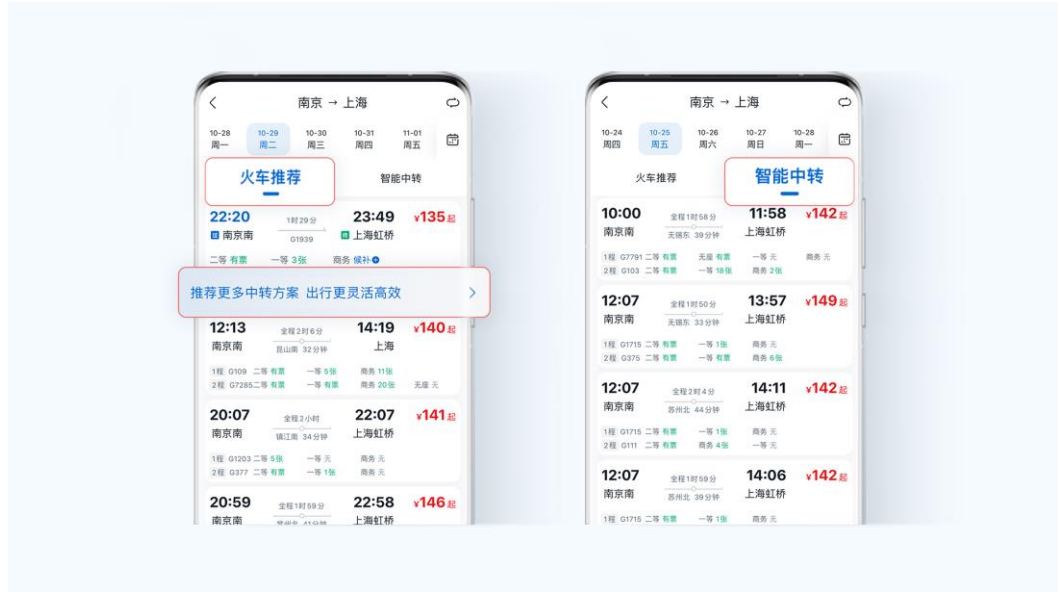 南京 → 上海
10-28 10-29 10-30 10-31 11-01
周一 周二 周三 周四 周五
火车推荐 智能中转
22:20 1时29分 23:49 ¥135起
南京南 G1939 上海虹桥
二等 有票 一等 3张 商务 候补
推荐更多中转方案 出行更灵活高效
12:13 全程2时6分 14:19 ¥140起
南京南 昆山南 32分钟 上海
1程 G109 二等 有票 一等 5张 商务 11张
2程 G7285 二等 有票 一等 有票 商务 20张 无座 无
20:07 全程2小时 22:07 ¥141起
南京南 镇江南 34分钟 上海虹桥
1程 G1203 二等 5张 一等 无 商务 无
2程 G377 二等 有票 一等 1张 商务 无
20:59 全程1时59分 22:58 ¥146起
南京南 41分钟 上海虹桥
南京 → 上海
10-24 10-25 10-26 10-27 10-28
周四 周五 周六 周日 周一
火车推荐 智能中转
10:00 全程1时58分 11:58 ¥142起
南京南 无锡东 39分钟 上海虹桥
1程 G7791 二等 有票 无座 有票 一等 无 商务 无
2程 G103 二等 有票 一等 18张 商务 2张
12:07 全程1时50分 13:57 ¥149起
南京南 无锡东 33分钟 上海虹桥
1程 G1715 二等 有票 一等 1张 商务 无
2程 G375 二等 有票 一等 有票 商务 6张
12:07 全程2时4分 14:11 ¥142起
南京南 苏州北 44分钟 上海虹桥
1程 G1715 二等 有票 一等 1张 商务 无
2程 G111 二等 有票 商务 4张 一等 无
12:07 全程1时59分 14:06 ¥142起
南京南 苏州北 39分钟 上海虹桥
1程 G1715 二等 有票 一等 1张 商务 无